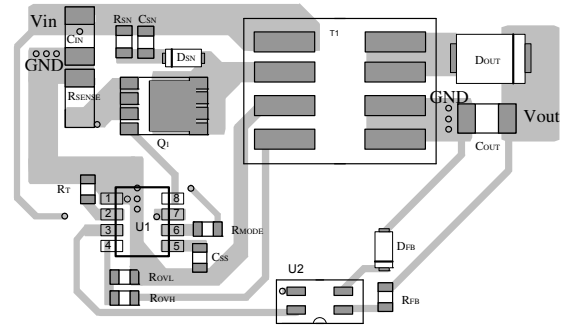 Vin
CIN
RSN
CSN
DSN
T1
DOUT
GND
RSENSE
GND
Vout
Q1
COUT
RT
1
8
2
7
3
6
4
5
U1
RMODE
CSS
DFB
ROVL
U2
ROVH
RFB